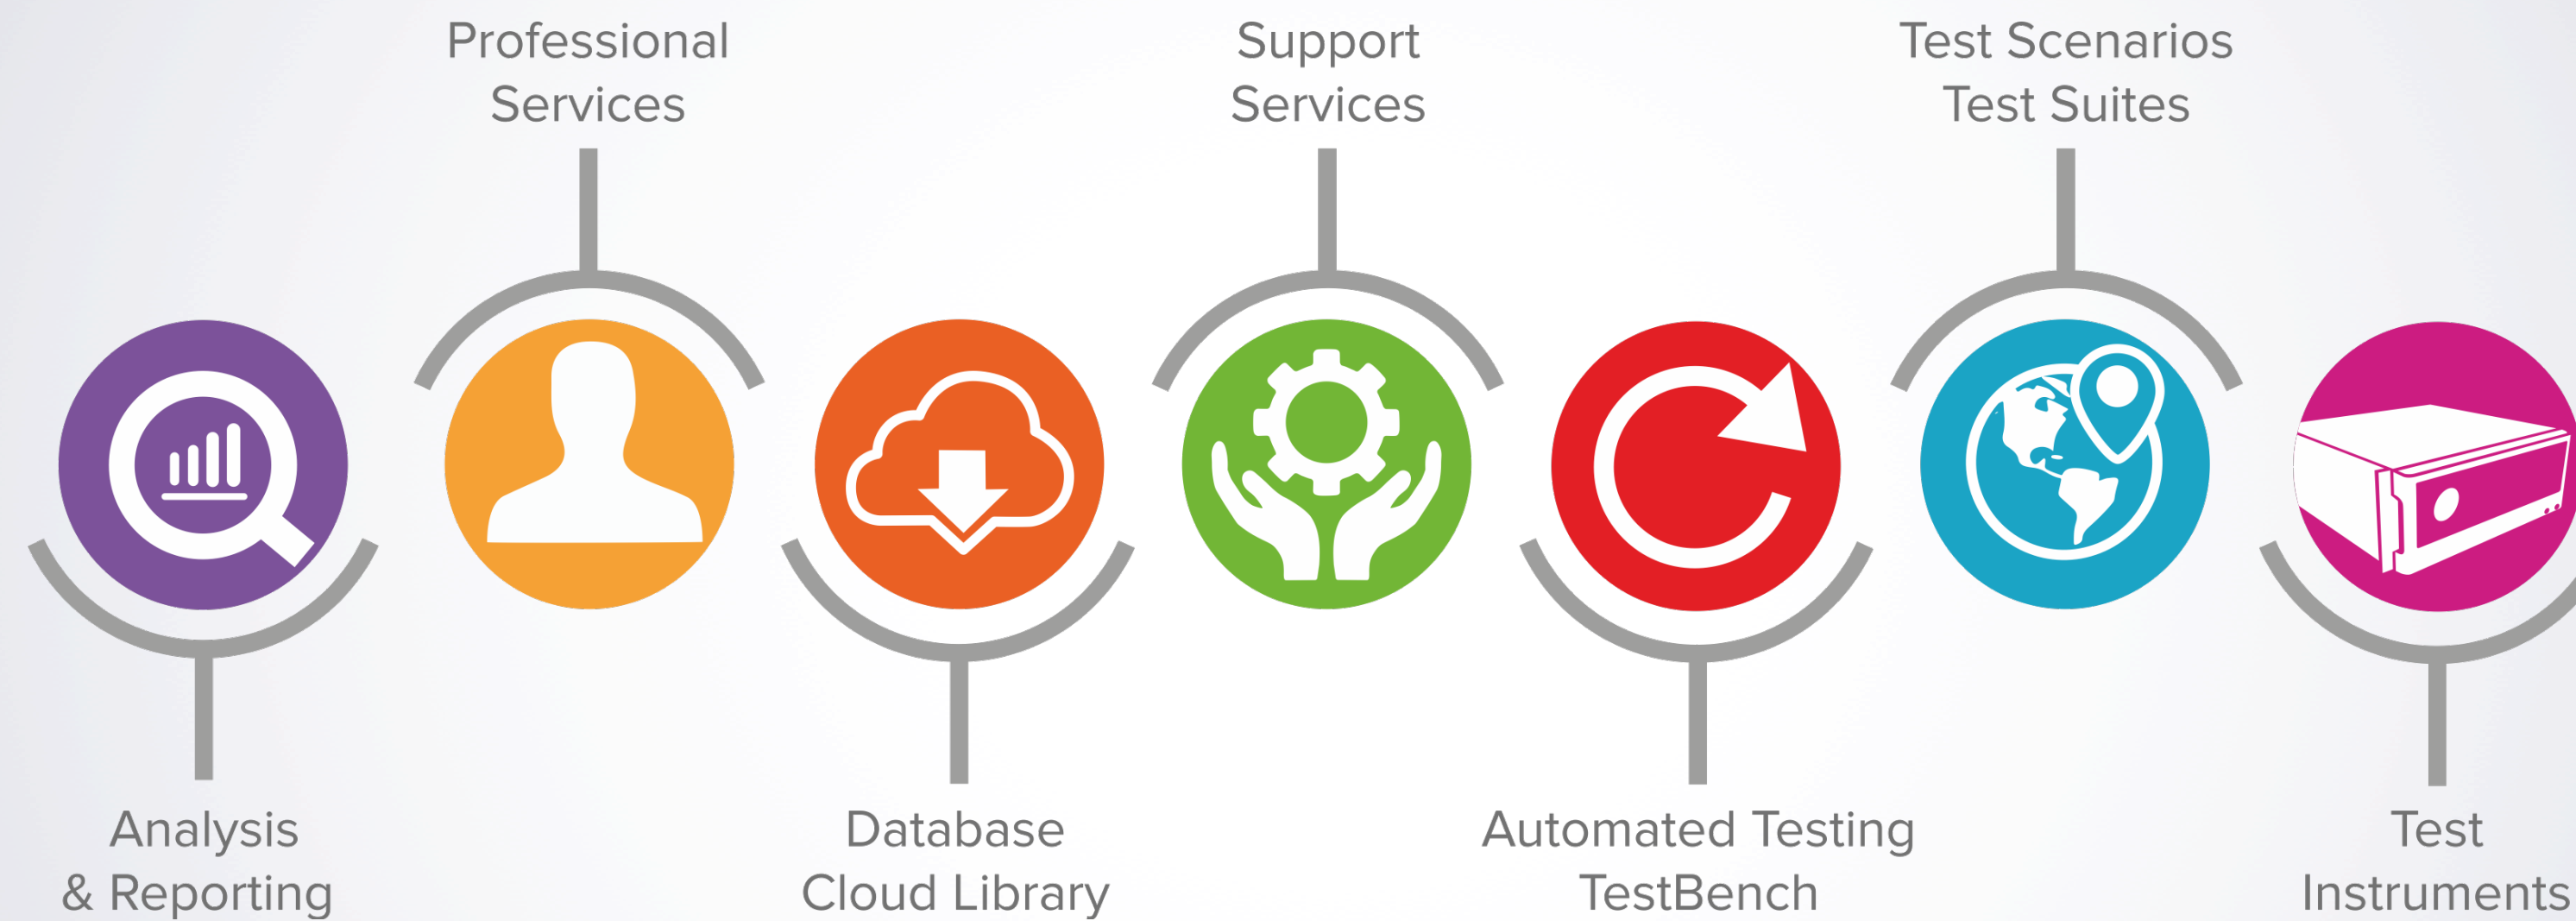 Professional
Services
Support
Services
Test Scenarios
Test Suites
Analysis
& Reporting
Database
Cloud Library
Automated Testing
TestBench
Test
Instruments